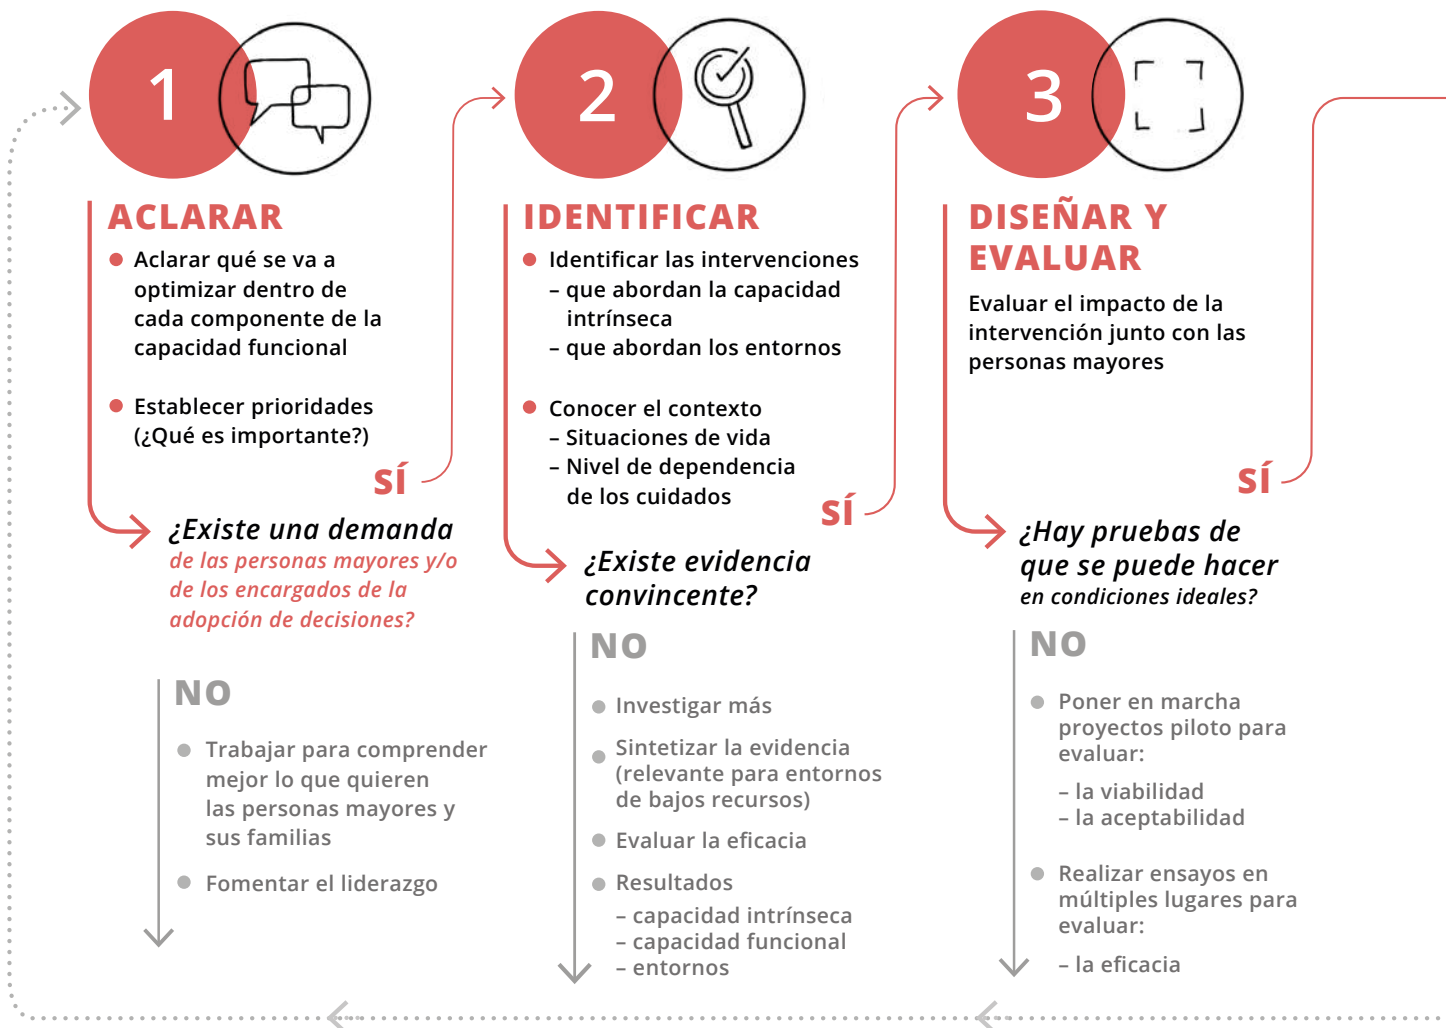 1
ACLARAR
Aclarar qué se va a
optimizar dentro de
cada componente de la
capacidad funcional
Establecer prioridades
(¿Qué es importante?)
SÍ
¿Existe una demanda
de las personas mayores y/o
de los encargados de la
adopción de decisiones?
NO
Trabajar para comprender
mejor lo que quieren
las personas mayores y
sus familias
Fomentar el liderazgo
2
IDENTIFICAR
Identificar las intervenciones
– que abordan la capacidad
intrínseca
– que abordan los entornos
Conocer el contexto
– Situaciones de vida
– Nivel de dependencia
de los cuidados
SÍ
¿Existe evidencia
convincente?
NO
Investigar más
Sintetizar la evidencia
(relevante para entornos
de bajos recursos)
Evaluar la eficacia
Resultados
– capacidad intrínseca
– capacidad funcional
– entornos
3
DISEÑAR Y
EVALUAR
Evaluar el impacto de la
intervención junto con las
personas mayores
SÍ
¿Hay pruebas de
que se puede hacer
en condiciones ideales?
NO
Poner en marcha
proyectos piloto para
evaluar:
– la viabilidad
– la aceptabilidad
Realizar ensayos en
múltiples lugares para
evaluar:
– la eficacia